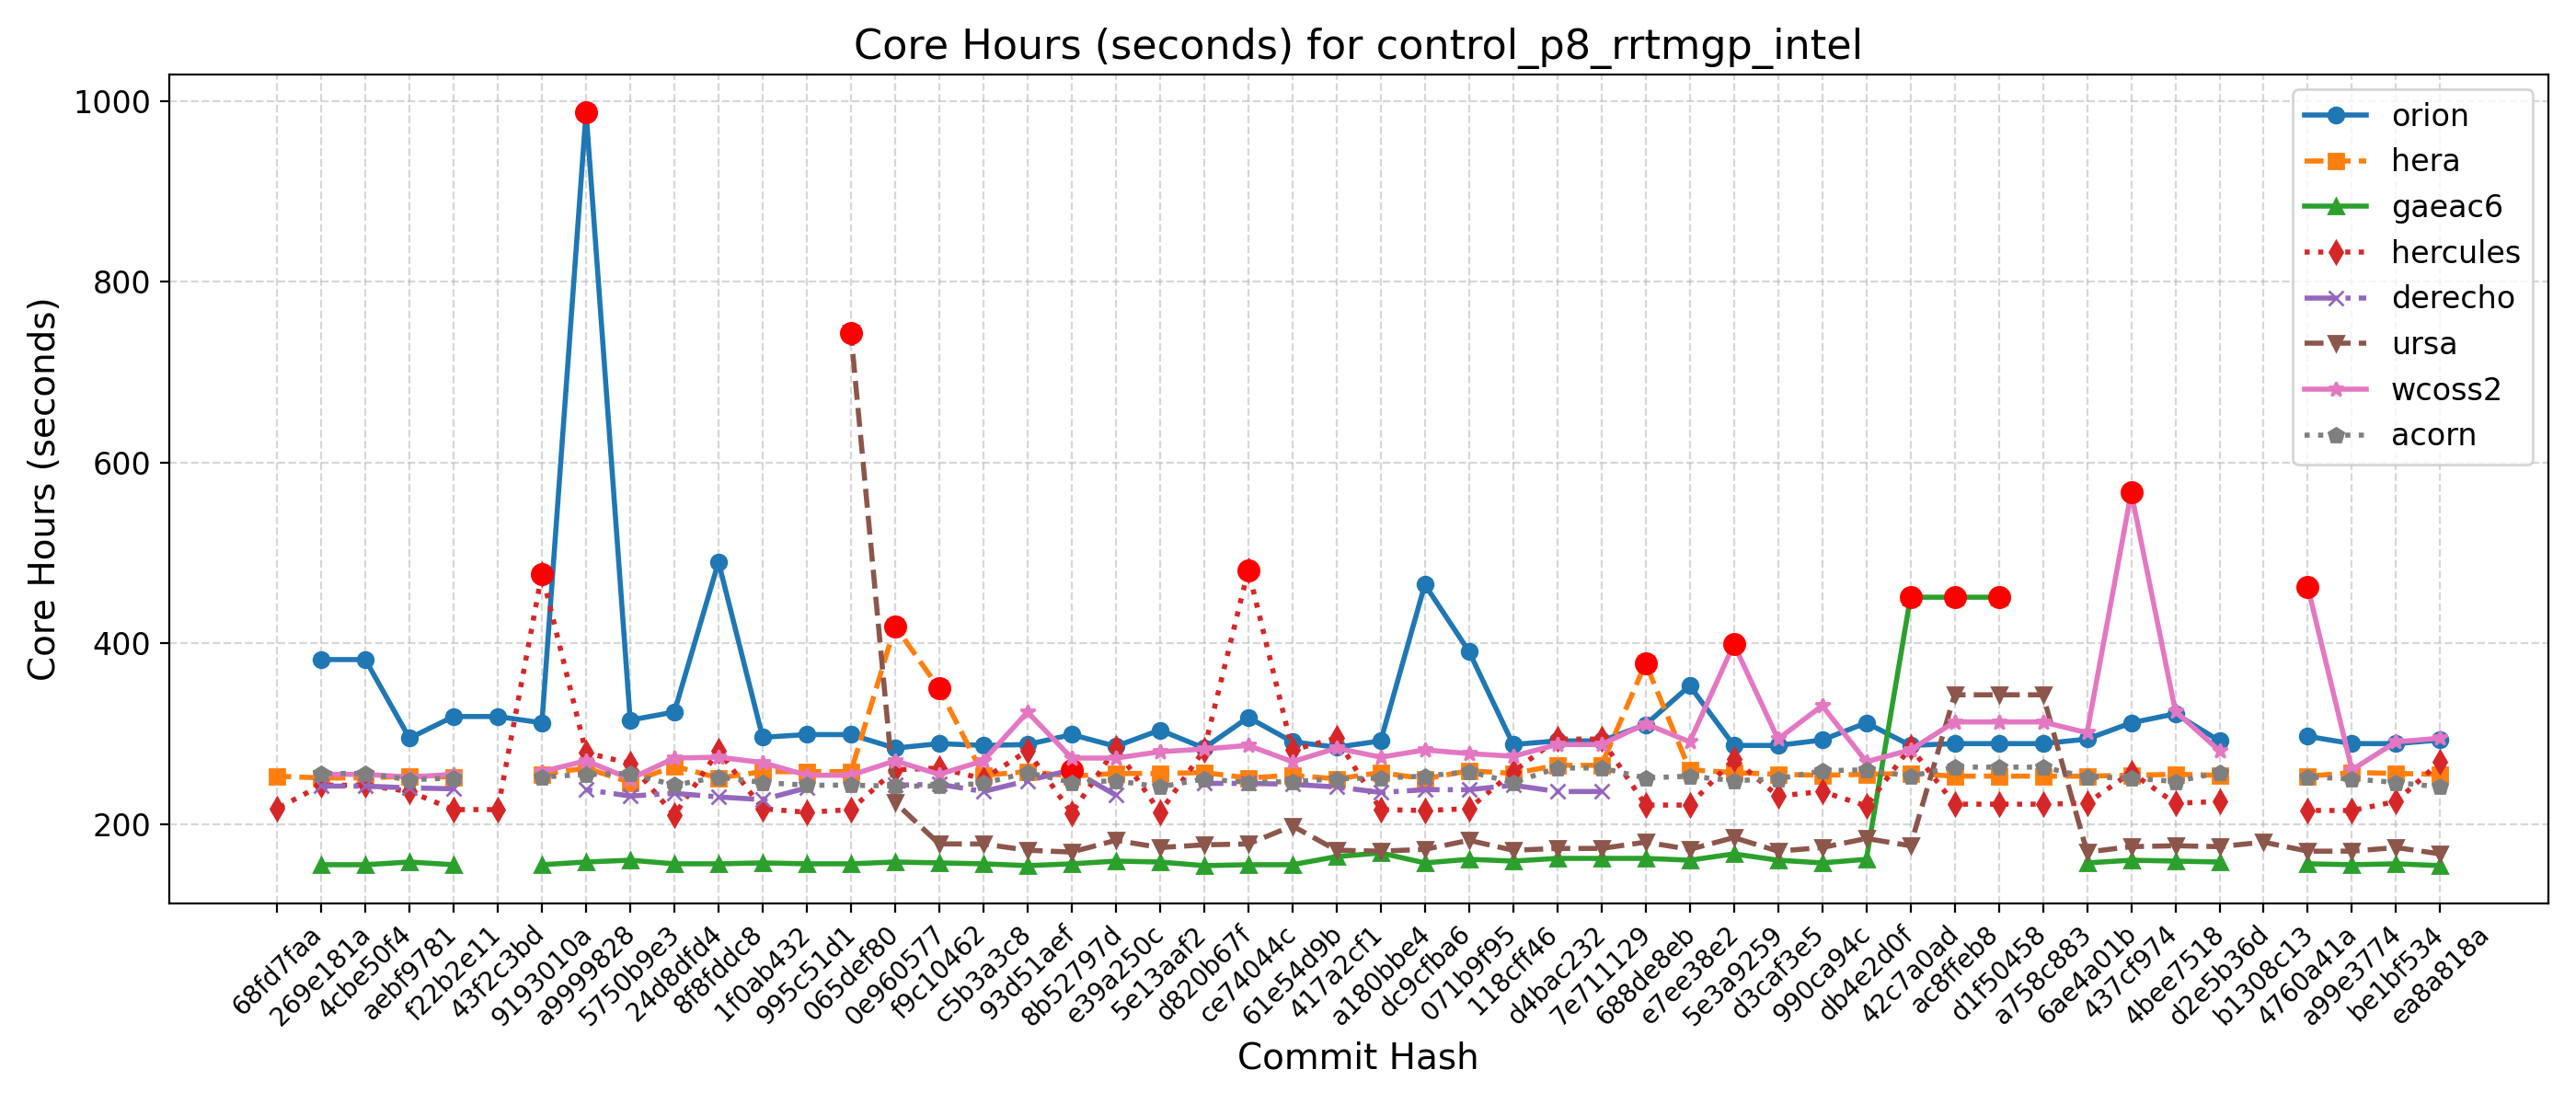 Core Hours (seconds) for control_p8_rrtmgp_intel
Core Hours (seconds)
1000
800
600
400
200
orion
hera
gaeac6
hercules
derecho
ursa
wcoss2
acorn
68fd7faa
269e181a
4cbe50f4
aebf9781
f22b2e11
43f2c3bd
9193010a
a9999828
5750b9e3
24d8dfd4
8f8fddc8
1f0ab432
995c51d1
065def80
0e960577
f9c10462
c5b3a3c8
93d51aef
8b52797d
e39a250c
5e13aaf2
d820b67f
ce74044c
61e54d9b
417a2cf1
a180bbe4
dc9cfba6
071b9f95
118cff46
d4bac232
7e711129
688de8eb
e7ee38e2
5e3a9259
d3caf3e5
990ca94c
db4e2d0f
42c7a0ad
ac8ffeb8
d1f50458
a758c883
6ae4a01b
437cf974
4bee7518
d2e5b36d
b1308c13
4760a41a
a99e3774
be1bf534
ea8a818a
Commit Hash